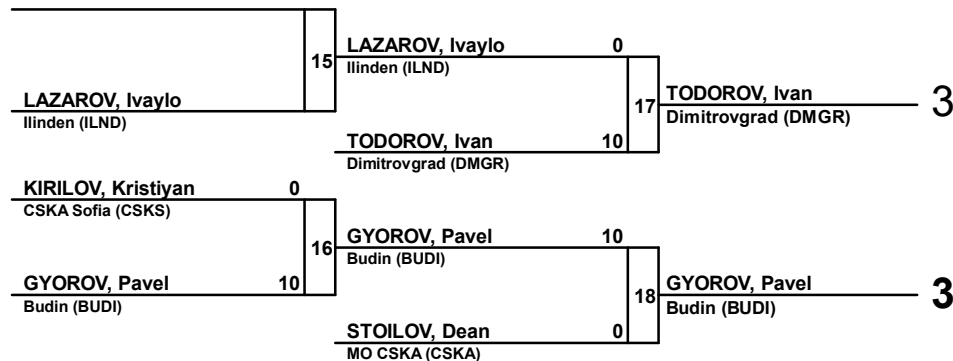 15
LAZAROV, Ivaylo 0
Ilinden (ILND)
LAZAROV, Ivaylo
Ilinden (ILND)
17
TODOROV, Ivan
Dimitrovgrad (DMGR)
3
TODOROV, Ivan 10
Dimitrovgrad (DMGR)
KIRILOV, Kristiyan 0
CSKA Sofia (CSKS)
16
GYOROV, Pavel 10
Budin (BUDI)
GYOROV, Pavel 10
Budin (BUDI)
18
GYOROV, Pavel
Budin (BUDI)
3
STOILOV, Dean 0
MO CSKA (CSKA)